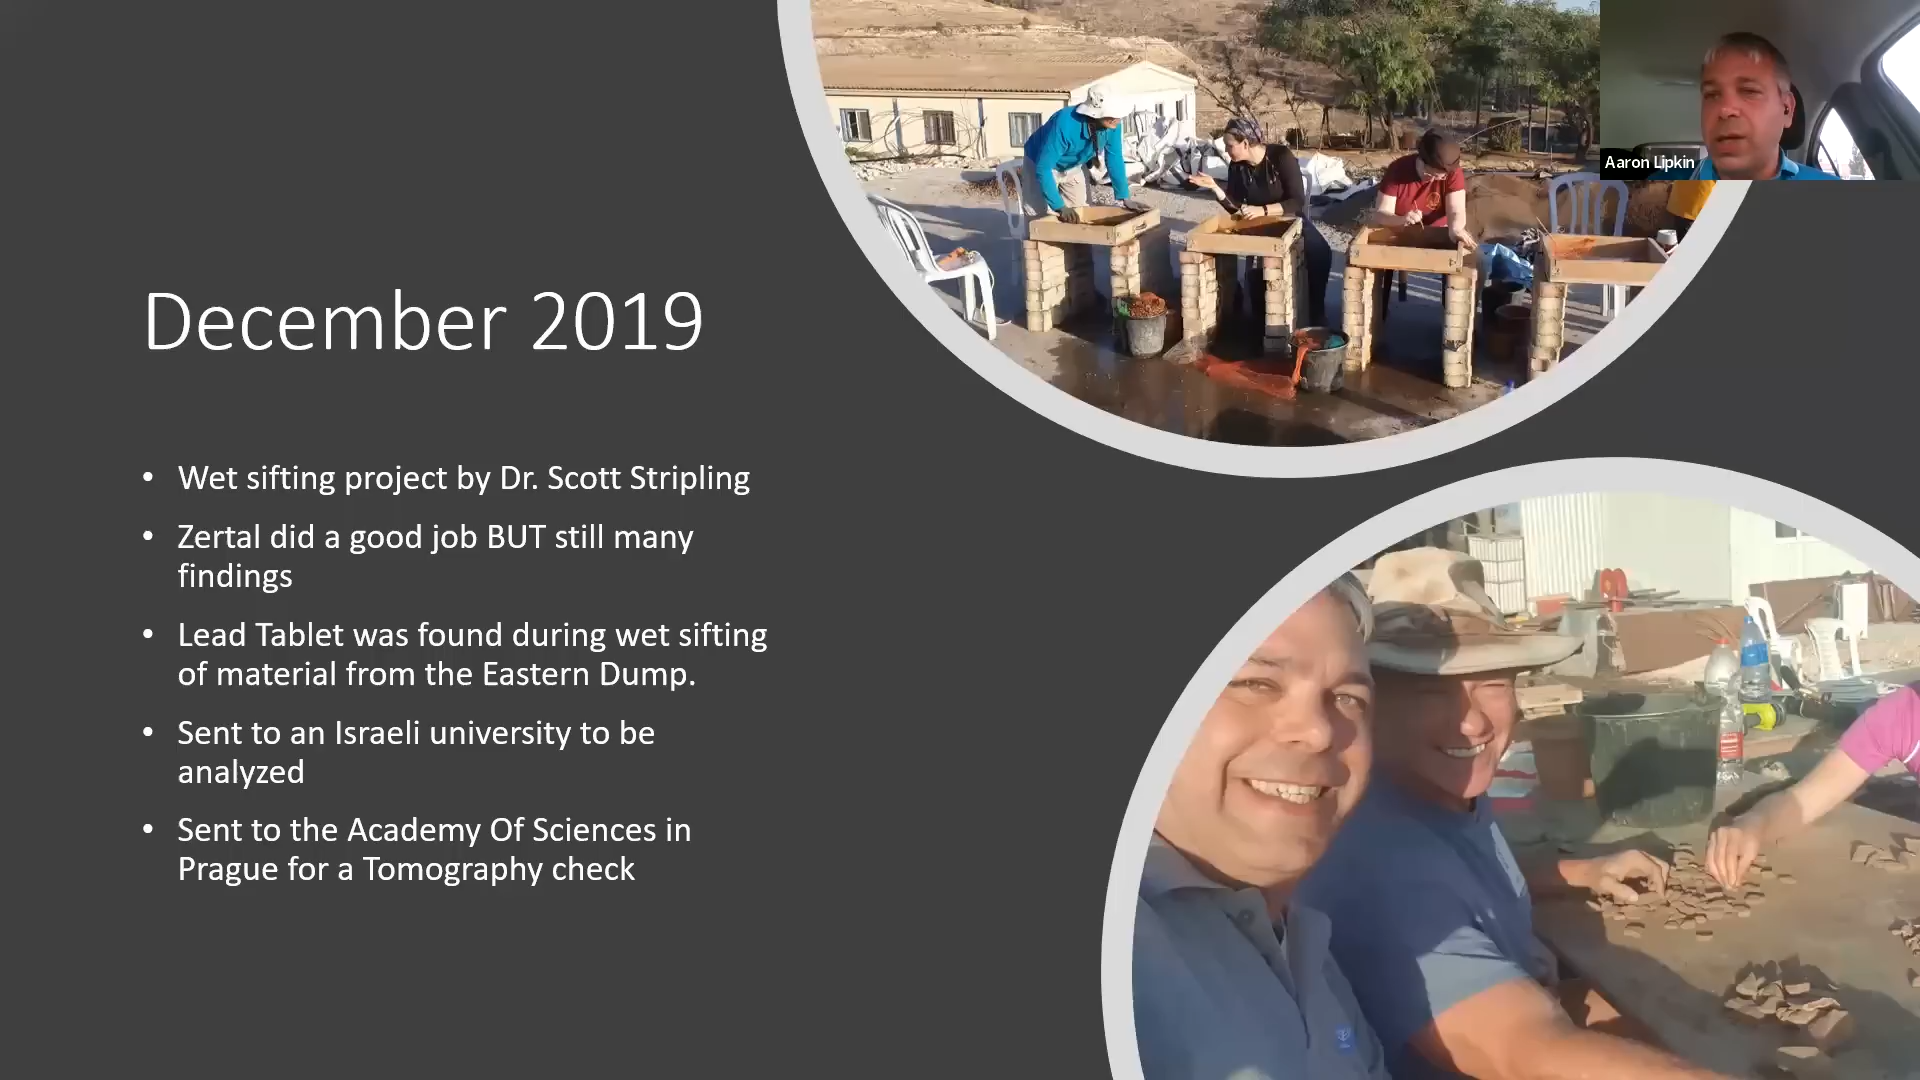 Aaron Lipkin
December 2019
• Wet sifting project by Dr. Scott Stripling
• Zertal did a good job BUT still many
findings
• Lead Tablet was found during wet sifting
of material from the Eastern Dump.
• Sent to an Israeli university to be
analyzed
• Sent to the Academy Of Sciences in
Prague for a Tomography check